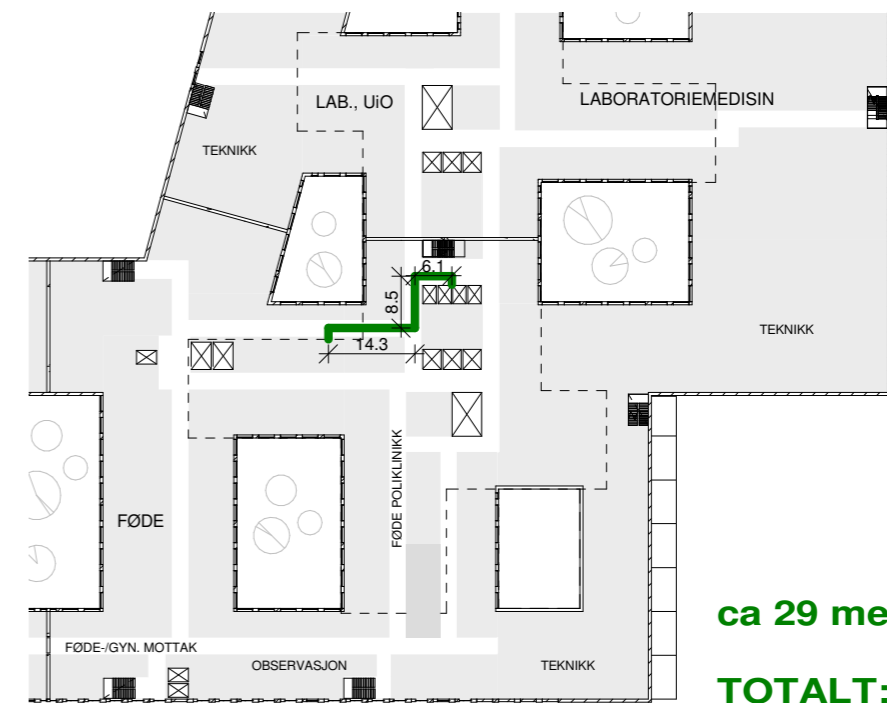 LAB., UiO
LABORATORIEMEDISIN
TEKNIKK
6.1
8.5
14.3
TEKNIKK
FØDE POLIKLINIKK
FØDE
ca 29 me
FØDE-/GYN. MOTTAK
OBSERVASJON
TEKNIKK
TOTALT: